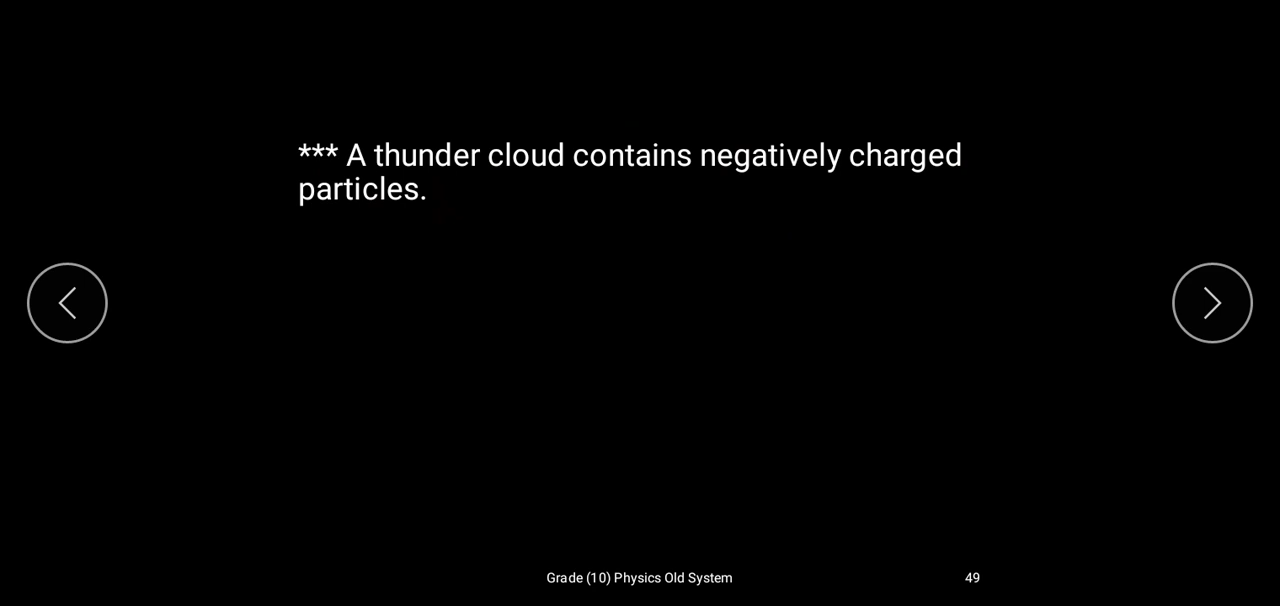 *** A thunder cloud contains negatively charged
particles.
Grade (10) Physics Old System
49